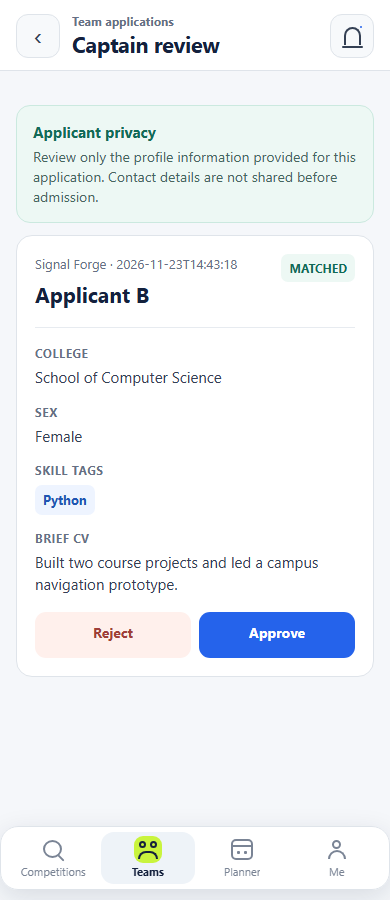 Team applications
Captain review
Applicant privacy
Review only the profile information provided for this
application. Contact details are not shared before
admission.
Signal Forge · 2026-11-23T14:43:18
MATCHED
Applicant B
COLLEGE
School of Computer Science
SEX
Female
SKILL TAGS
Python
BRIEF CV
Built two course projects and led a campus
navigation prototype.
Reject
Approve
Competitions
Teams
Planner
Me